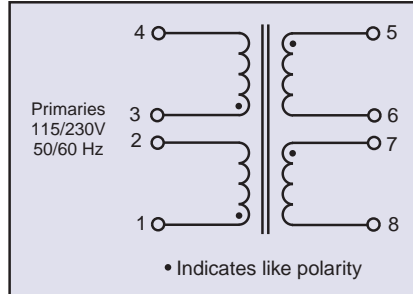 4
5
Primaries
115/230V
50/60 Hz
3
6
2
7
1
8
• Indicates like polarity